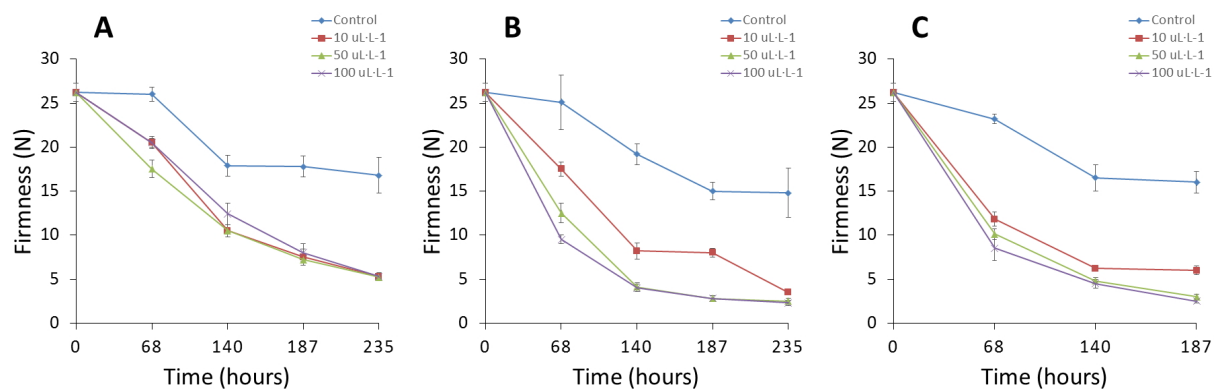 A
Control
10 uL·L-1
50 uL·L-1
100 uL·L-1
Firmness (N)
30
25
20
15
10
5
0
0 68 140 187 235
Time (hours)
B
Control
10 uL·L-1
50 uL·L-1
100 uL·L-1
Firmness (N)
30
25
20
15
10
5
0
0 68 140 187 235
Time (hours)
C
Control
10 uL·L-1
50 uL·L-1
100 uL·L-1
Firmness (N)
30
25
20
15
10
5
0
0 68 140 187
Time (hours)